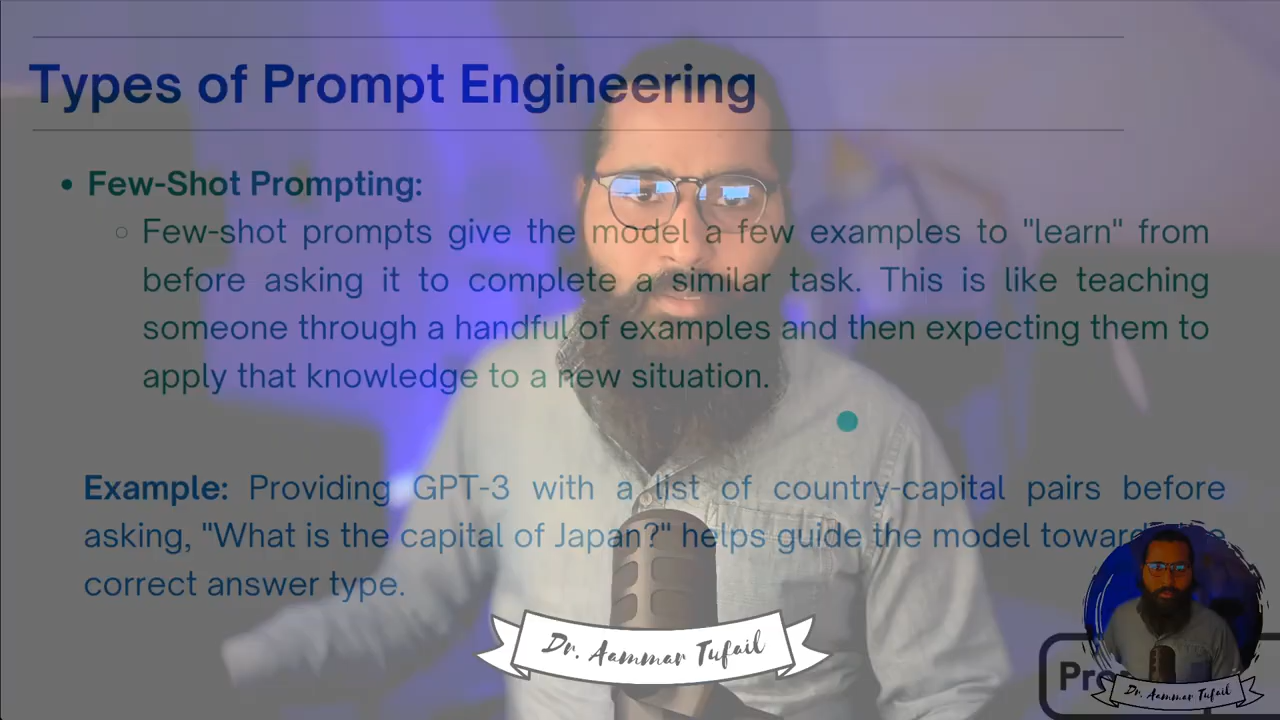 Types of Prompt Engineering
• Few-Shot Prompting:
○ Few-shot prompts give the model a few examples to "learn" from
before asking it to complete a similar task. This is like teaching
someone through a handful of examples and then expecting them to
apply that knowledge to a new situation.
Example: Providing GPT-3 with a list of country-capital pairs before
asking, "What is the capital of Japan?" helps guide the model
correct answer type.
Dr. Aammar Tufail
Dr. Aammar Tufail